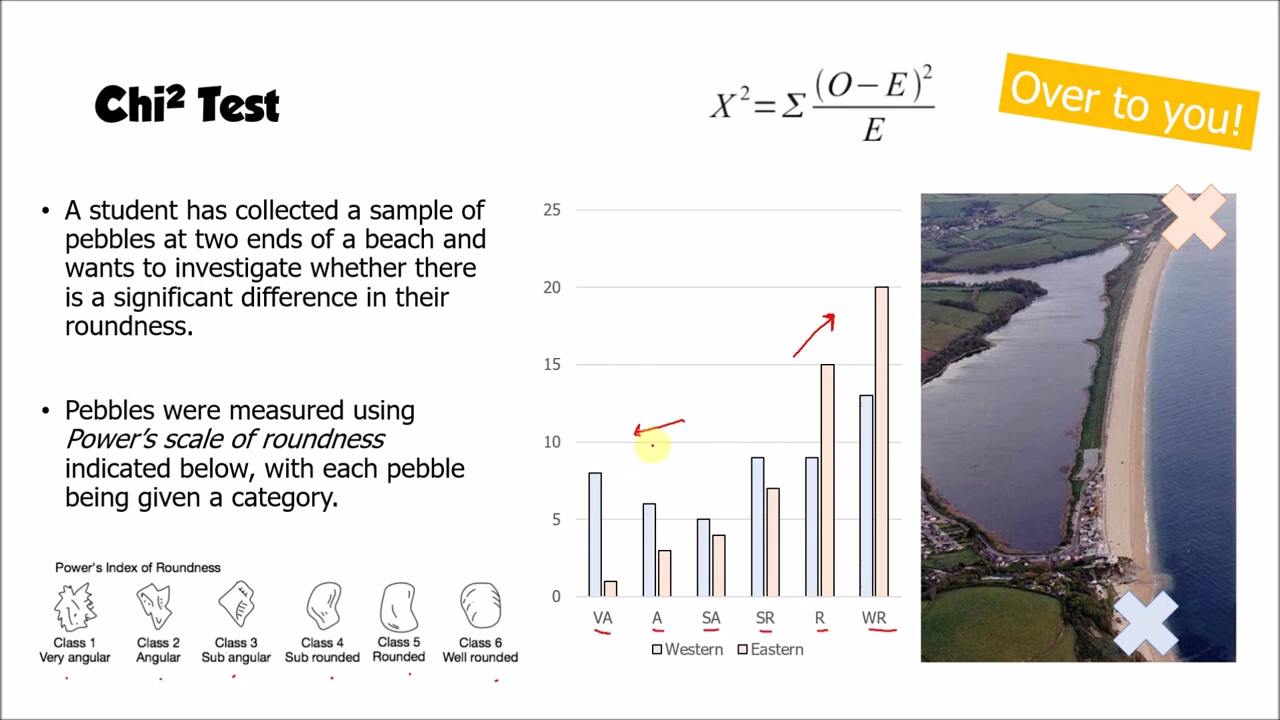 Chi² Test
X² = Σ (O − E)² / E
Over to you!
• A student has collected a sample of
pebbles at two ends of a beach and
wants to investigate whether there
is a significant difference in their
roundness.
• Pebbles were measured using
Power's scale of roundness
indicated below, with each pebble
being given a category.
Power's Index of Roundness
Class 1 Class 2 Class 3 Class 4 Class 5 Class 6
Very angular Angular Sub angular Sub rounded Rounded Well rounded
25
20
15
10
5
0
VA A SA SR R WR
Western Eastern